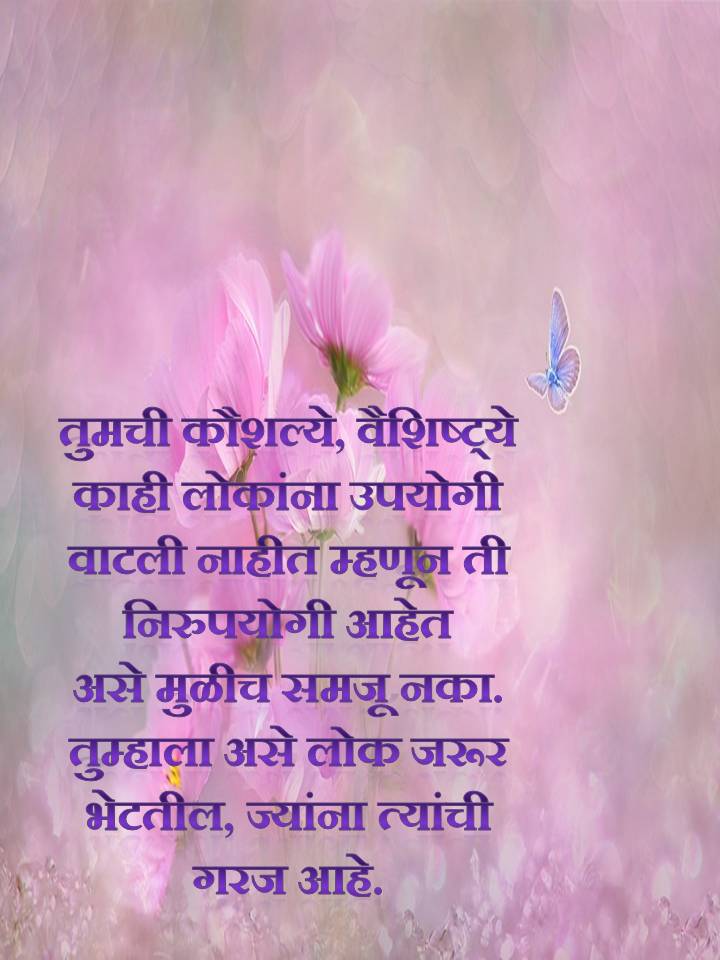 तुमची कौशल्ये, वैशिष्ट्ये
काही लोकांना उपयोगी
वाटली नाहीत म्हणून ती
निरुपयोगी आहेत
असे मुळीच समजू नका.
तुम्हाला असे लोक जरूर
भेटतील, ज्यांना त्यांची
गरज आहे.